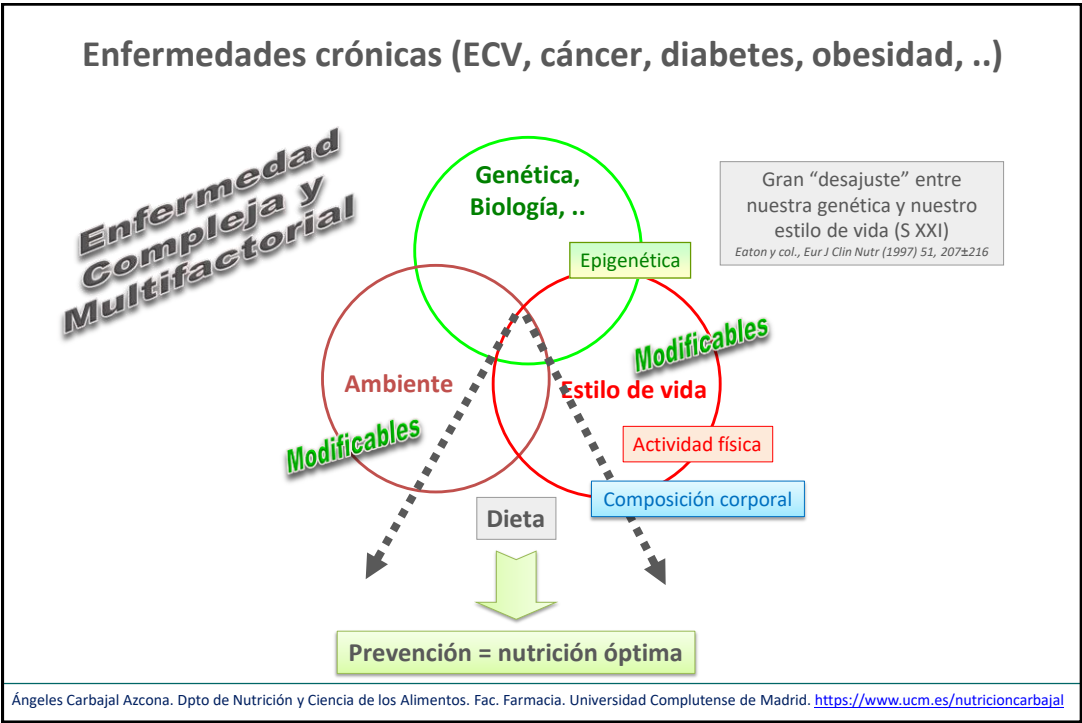 Enfermedades crónicas (ECV, cáncer, diabetes, obesidad, ..)
Enfermedad
Compleja y
Multifactorial
Genética,
Biología, ..
Epigenética
Gran “desajuste” entre
nuestra genética y nuestro
estilo de vida (S XXI)
Eaton y col., Eur J Clin Nutr (1997) 51, 207±216
Ambiente
Modificables
Modificables
Estilo de vida
Actividad física
Composición corporal
Dieta
Prevención = nutrición óptima
Ángeles Carbajal Azcona. Dpto de Nutrición y Ciencia de los Alimentos. Fac. Farmacia. Universidad Complutense de Madrid. https://www.ucm.es/nutricioncarbajal